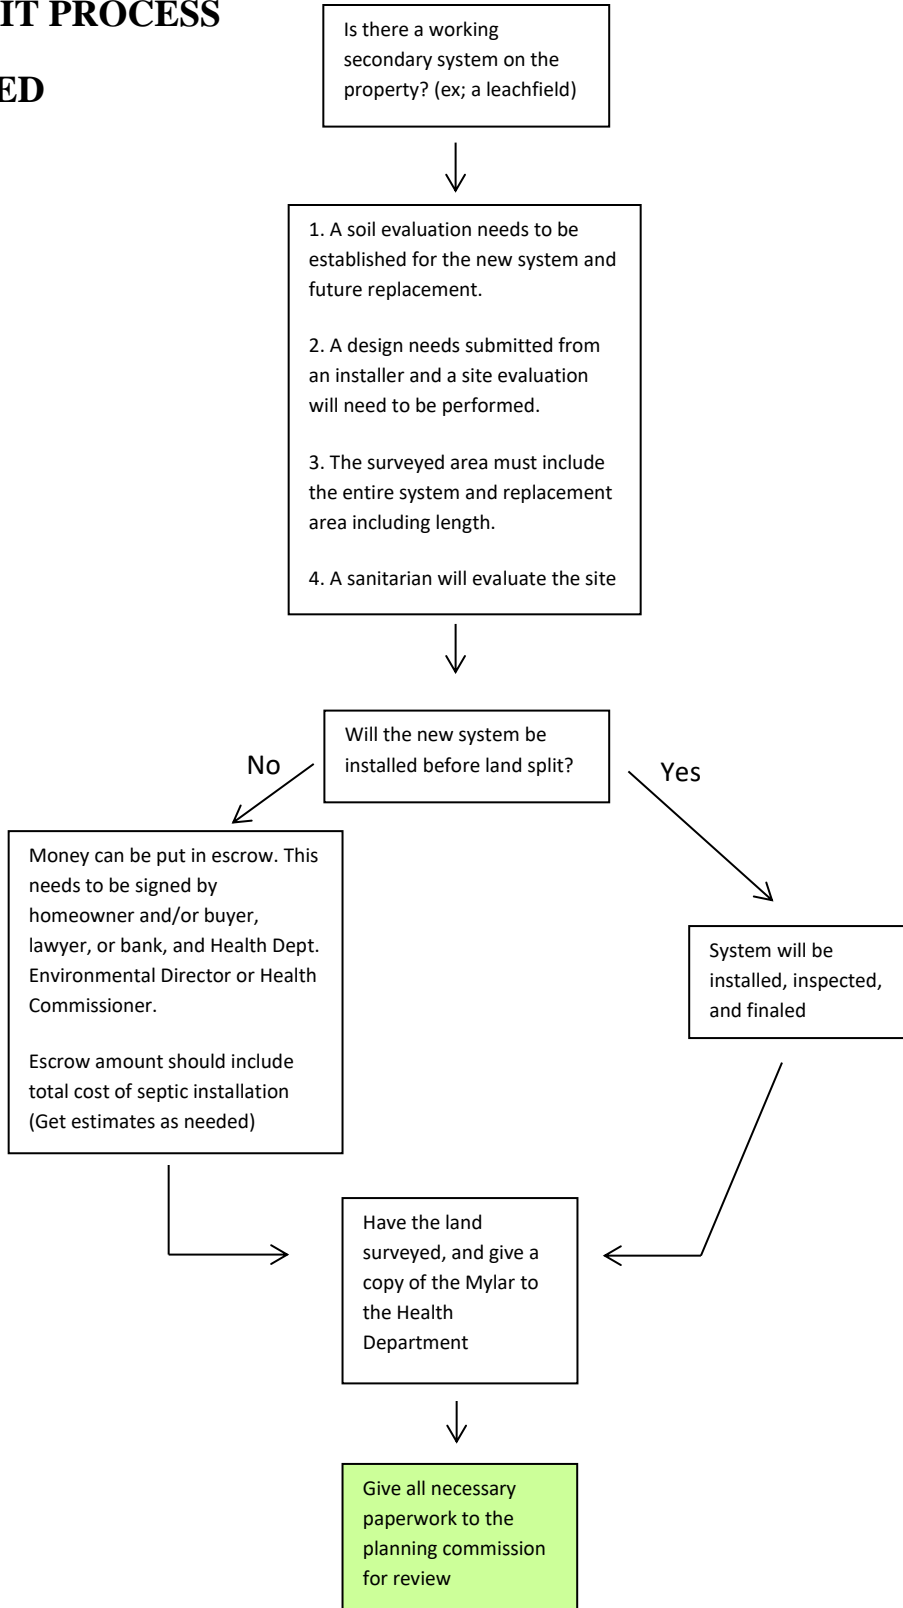 IT PROCESS
ED
Is there a working
secondary system on the
property? (ex; a leachfield)
1. A soil evaluation needs to be
established for the new system and
future replacement.
2. A design needs submitted from
an installer and a site evaluation
will need to be performed.
3. The surveyed area must include
the entire system and replacement
area including length.
4. A sanitarian will evaluate the site
Will the new system be
installed before land split?
No
Yes
Money can be put in escrow. This
needs to be signed by
homeowner and/or buyer,
lawyer, or bank, and Health Dept.
Environmental Director or Health
Commissioner.
Escrow amount should include
total cost of septic installation
(Get estimates as needed)
System will be
installed, inspected,
and finaled
Have the land
surveyed, and give a
copy of the Mylar to
the Health
Department
Give all necessary
paperwork to the
planning commission
for review